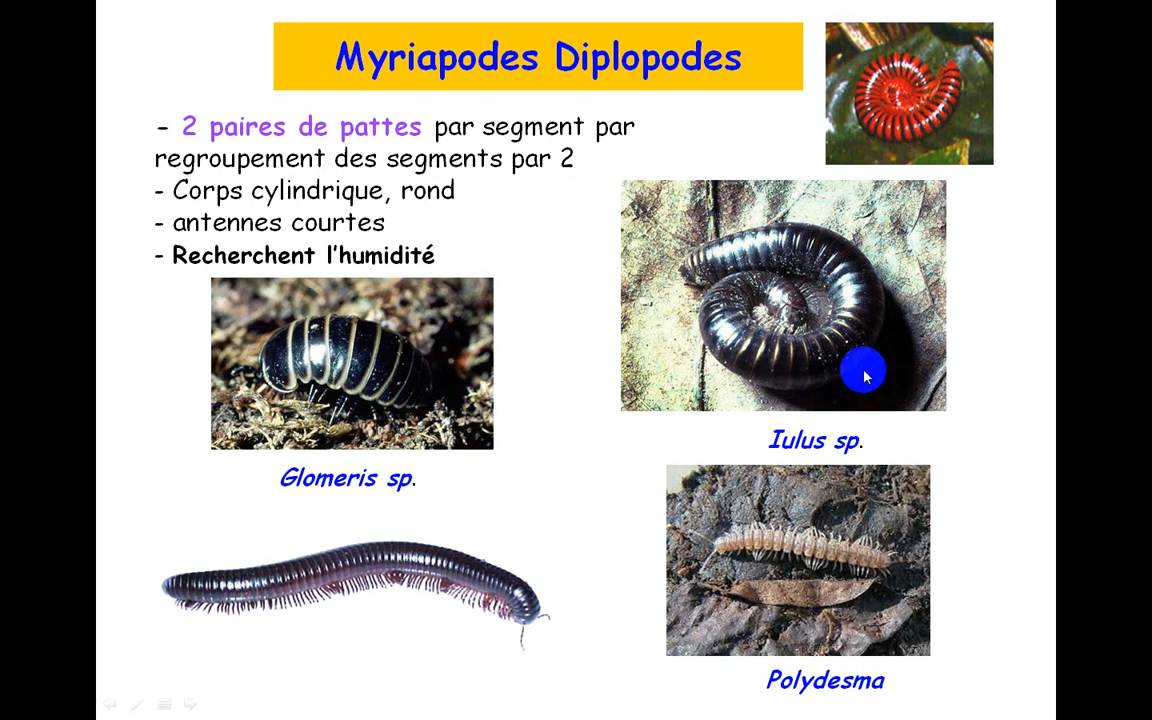 Myriapodes Diplopodes
- 2 paires de pattes par segment par
regroupement des segments par 2
- Corps cylindrique, rond
- antennes courtes
- Recherchent l’humidité
Iulus sp.
Glomeris sp.
Polydesma